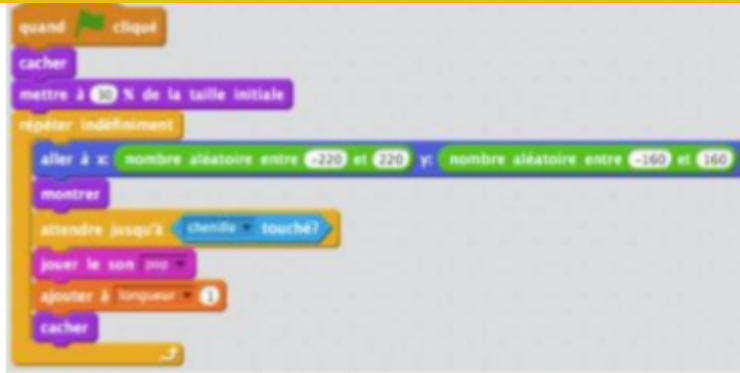 quand cliqué
cacher
mettre à 30 % de la taille initiale
répéter indéfiniment
aller à x: nombre aléatoire entre -220 et 220 y: nombre aléatoire entre -160 et 160
montrer
attendre jusqu'à chenille touché?
jouer le son pop
ajouter à longueur 1
cacher